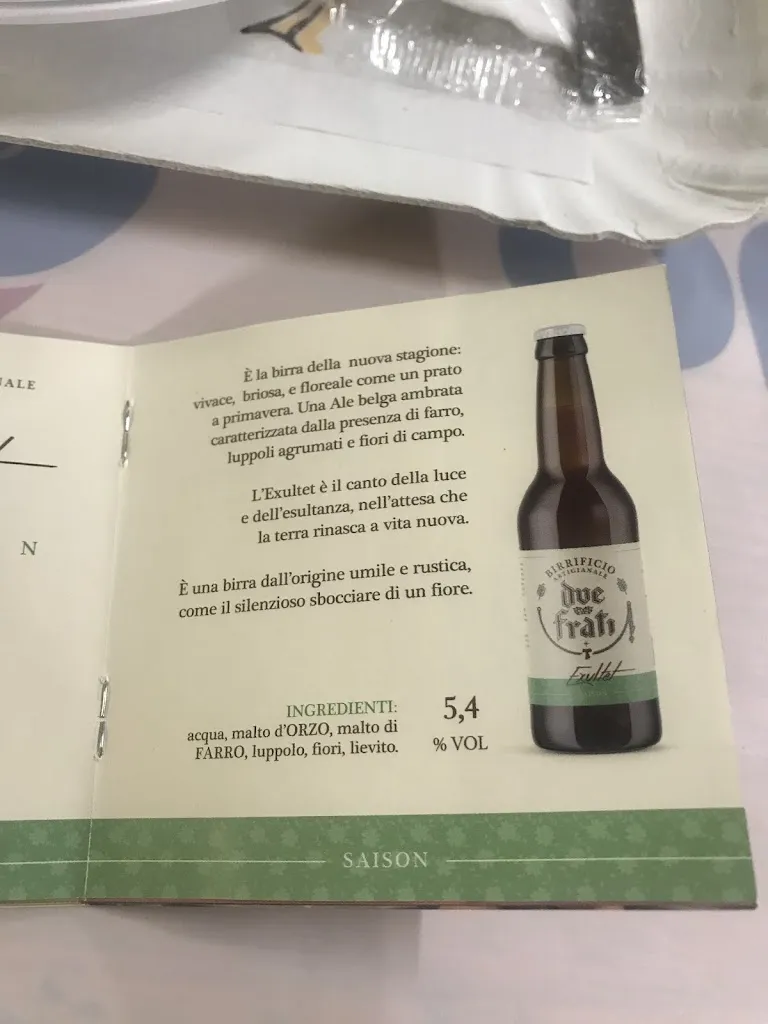 NALE
N
È la birra della nuova stagione:
vivace, briosa, e floreale come un prato
a primavera. Una Ale belga ambrata
caratterizzata dalla presenza di farro,
luppoli agrumati e fiori di campo.
L'Exultet è il canto della luce
e dell'esultanza, nell'attesa che
la terra rinasca a vita nuova.
È una birra dall'origine umile e rustica,
come il silenzioso sbocciare di un fiore.
INGREDIENTI:
acqua, malto d'ORZO, malto di
FARRO, luppolo, fiori, lievito.
5,4
% VOL
BIRRIFICIO
ARTIGIANALE
due
frati
Exultet
SAISON